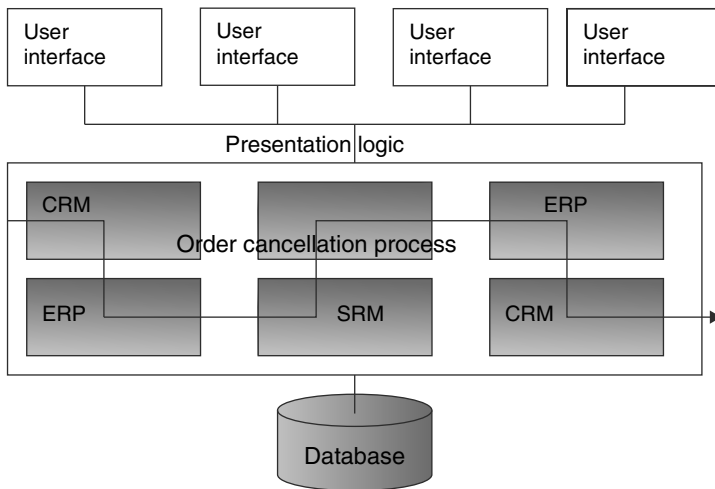 User
interface
User
interface
User
interface
User
interface
Presentation logic
CRM
ERP
Order cancellation process
ERP
SRM
CRM
Database